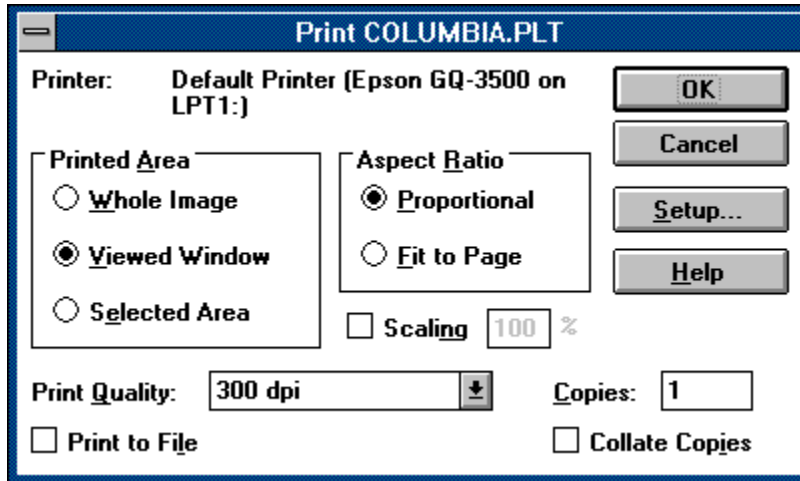 Print COLUMBIA.PLT
Printer: Default Printer (Epson GQ-3500 on
LPT1:)
OK
Cancel
Setup...
Help
Printed Area
Whole Image
Viewed Window
Selected Area
Aspect Ratio
Proportional
Fit to Page
Scaling 100 %
Print Quality: 300 dpi
Copies: 1
Print to File
Collate Copies